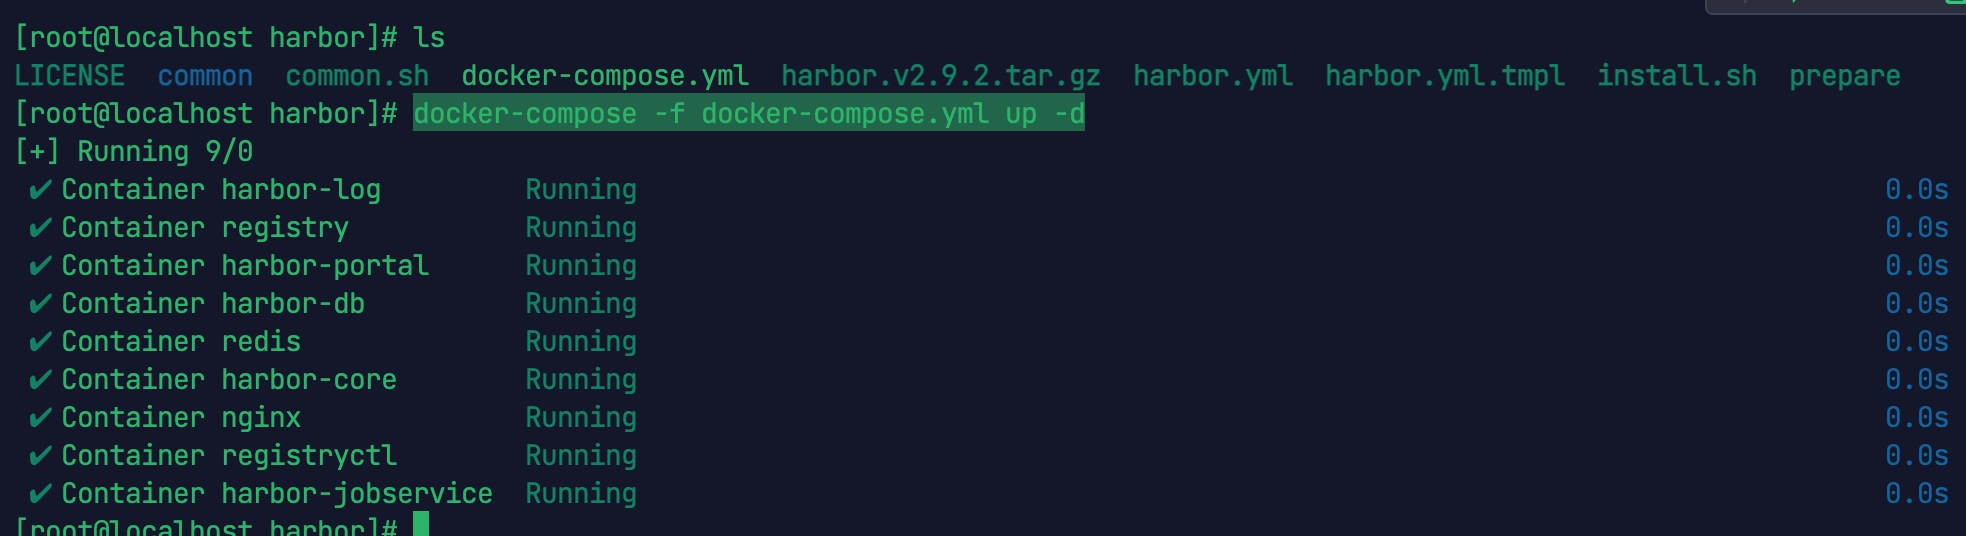 [root@localhost harbor]# ls
LICENSE common common.sh docker-compose.yml harbor.v2.9.2.tar.gz harbor.yml harbor.yml.tmpl install.sh prepare
[root@localhost harbor]# docker-compose -f docker-compose.yml up -d
[+] Running 9/0
✔ Container harbor-log Running 0.0s
✔ Container registry Running 0.0s
✔ Container harbor-portal Running 0.0s
✔ Container harbor-db Running 0.0s
✔ Container redis Running 0.0s
✔ Container harbor-core Running 0.0s
✔ Container nginx Running 0.0s
✔ Container registryctl Running 0.0s
✔ Container harbor-jobservice Running 0.0s
[root@localhost harbor]#